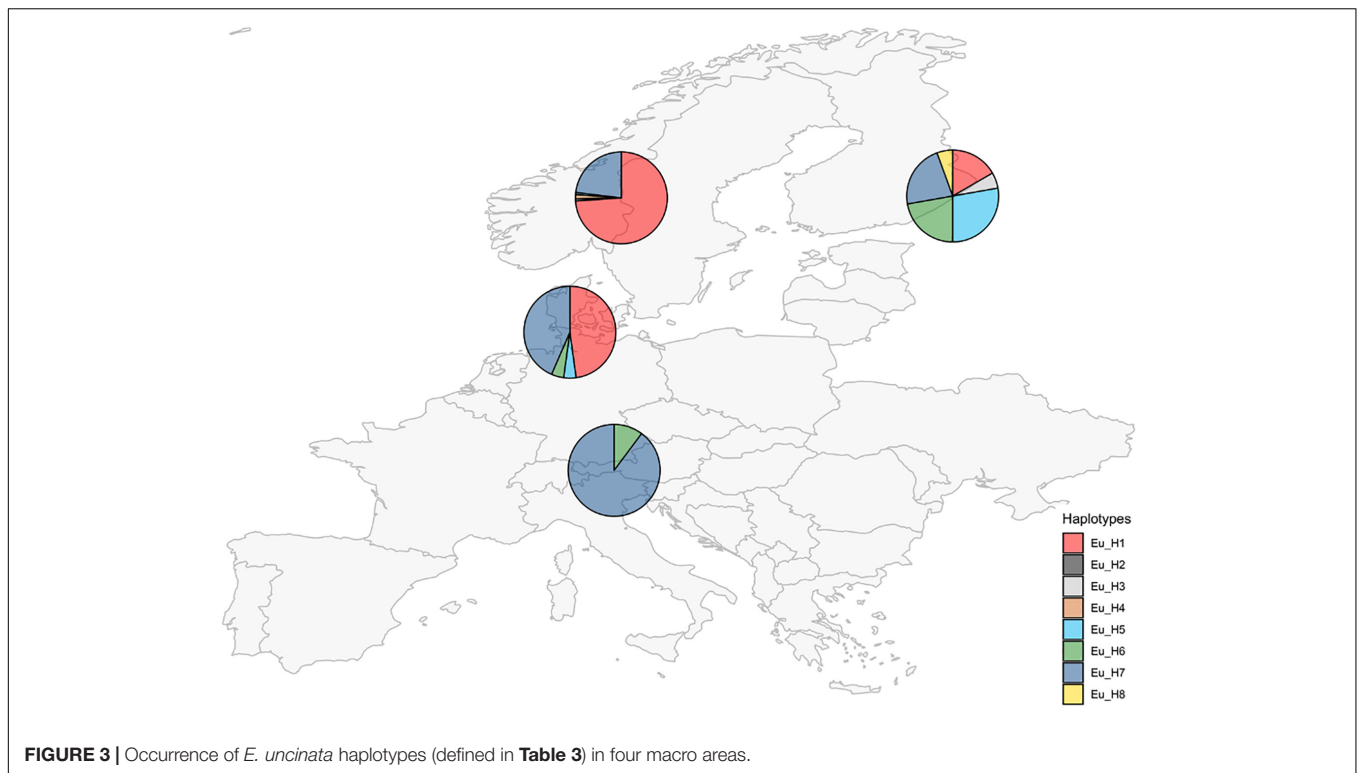 Haplotypes
Eu_H1
Eu_H2
Eu_H3
Eu_H4
Eu_H5
Eu_H6
Eu_H7
Eu_H8
FIGURE 3 | Occurrence of E. uncinata haplotypes (defined in Table 3) in four macro areas.